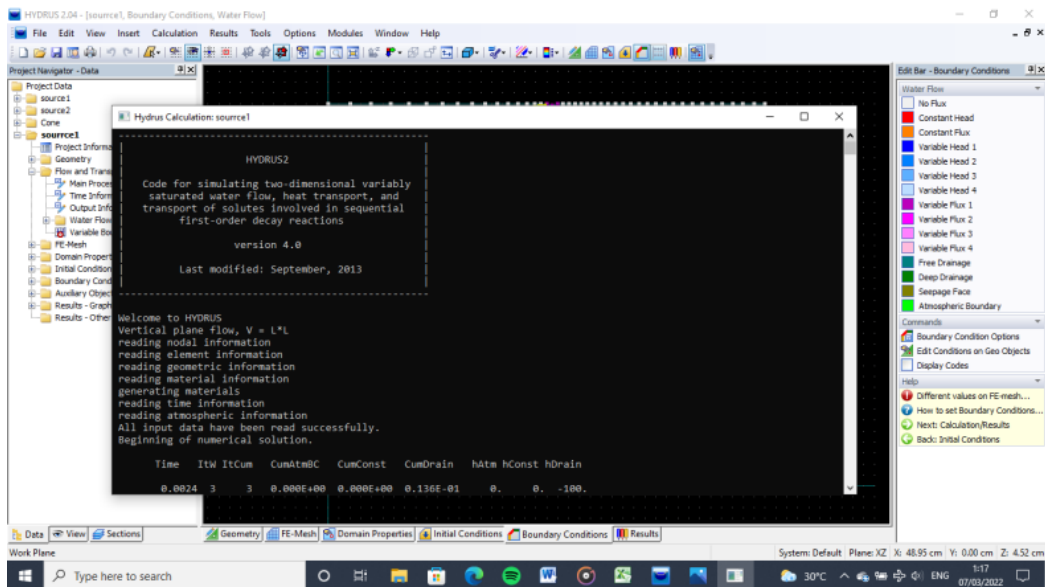 HYDRUS 2.04 - [sourrce1, Boundary Conditions, Water Flow]
File Edit View Insert Calculation Results Tools Options Modules Window Help
Project Navigator - Data
Project Data
source1
source2
Cone
sourrce1
Project Informa
Geometry
Flow and Trans
Main Proces
Time Inform
Output Info
Water Flow
Variable Bo
FE-Mesh
Domain Propert
Initial Condition
Boundary Cond
Auxiliary Object
Results - Graph
Results - Other
Hydrus Calculation: sourrce1
HYDRUS2
Code for simulating two-dimensional variably
saturated water flow, heat transport, and
transport of solutes involved in sequential
first-order decay reactions
version 4.0
Last modified: September, 2013
Welcome to HYDRUS
Vertical plane flow, V = L*L
reading nodal information
reading element information
reading geometric information
reading material information
generating materials
reading time information
reading atmospheric information
All input data have been read successfully.
Beginning of numerical solution.
Time ItW ItCum CumAtmBC CumConst CumDrain hAtm hConst hDrain
0.0024 3 3 0.000E+00 0.000E+00 0.136E-01 0. 0. -100.
Edit Bar - Boundary Conditions
Water Flow
No Flux
Constant Head
Constant Flux
Variable Head 1
Variable Head 2
Variable Head 3
Variable Head 4
Variable Flux 1
Variable Flux 2
Variable Flux 3
Variable Flux 4
Free Drainage
Deep Drainage
Seepage Face
Atmospheric Boundary
Commands
Boundary Condition Options
Edit Conditions on Geo Objects
Display Codes
Help
Different values on FE-mesh...
How to set Boundary Conditions...
Next: Calculation/Results
Back: Initial Conditions
Data View Sections
Geometry FE-Mesh Domain Properties Initial Conditions Boundary Conditions Results
Work Plane
System: Default Plane: XZ X: 48.95 cm Y: 0.00 cm Z: 4.52 cm
Type here to search
30°C ENG
1:17
07/03/2022